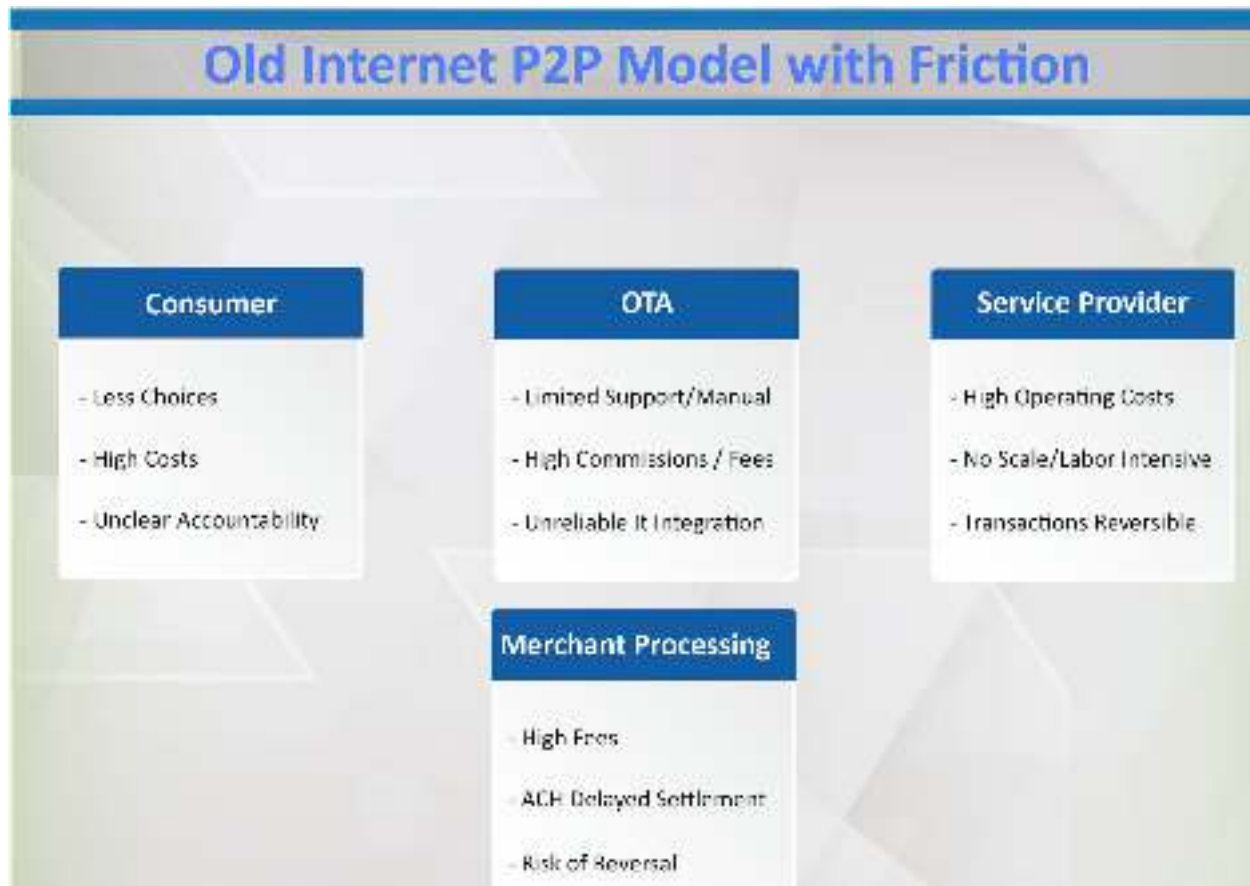 Old Internet P2P Model with Friction
Consumer
- Less Choices
- High Costs
- Unclear Accountability
OTA
- Limited Support/Manual
- High Commissions / Fees
- Unreliable It Integration
Service Provider
- High Operating Costs
- No Scale/Labor Intensive
- Transactions Reversible
Merchant Processing
- High Fees
- ACH Delayed Settlement
- Risk of Reversal